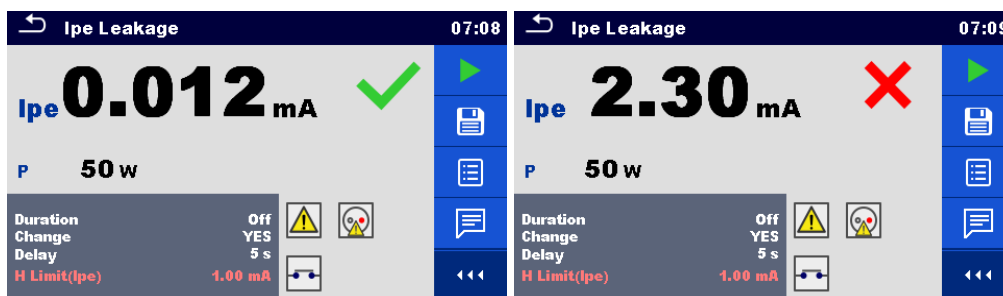 Ipe Leakage 07:08
Ipe 0.012 mA
P 50 W
Duration Off
Change YES
Delay 5 s
H Limit(Ipe) 1.00 mA
Ipe Leakage 07:09
Ipe 2.30 mA
P 50 W
Duration Off
Change YES
Delay 5 s
H Limit(Ipe) 1.00 mA